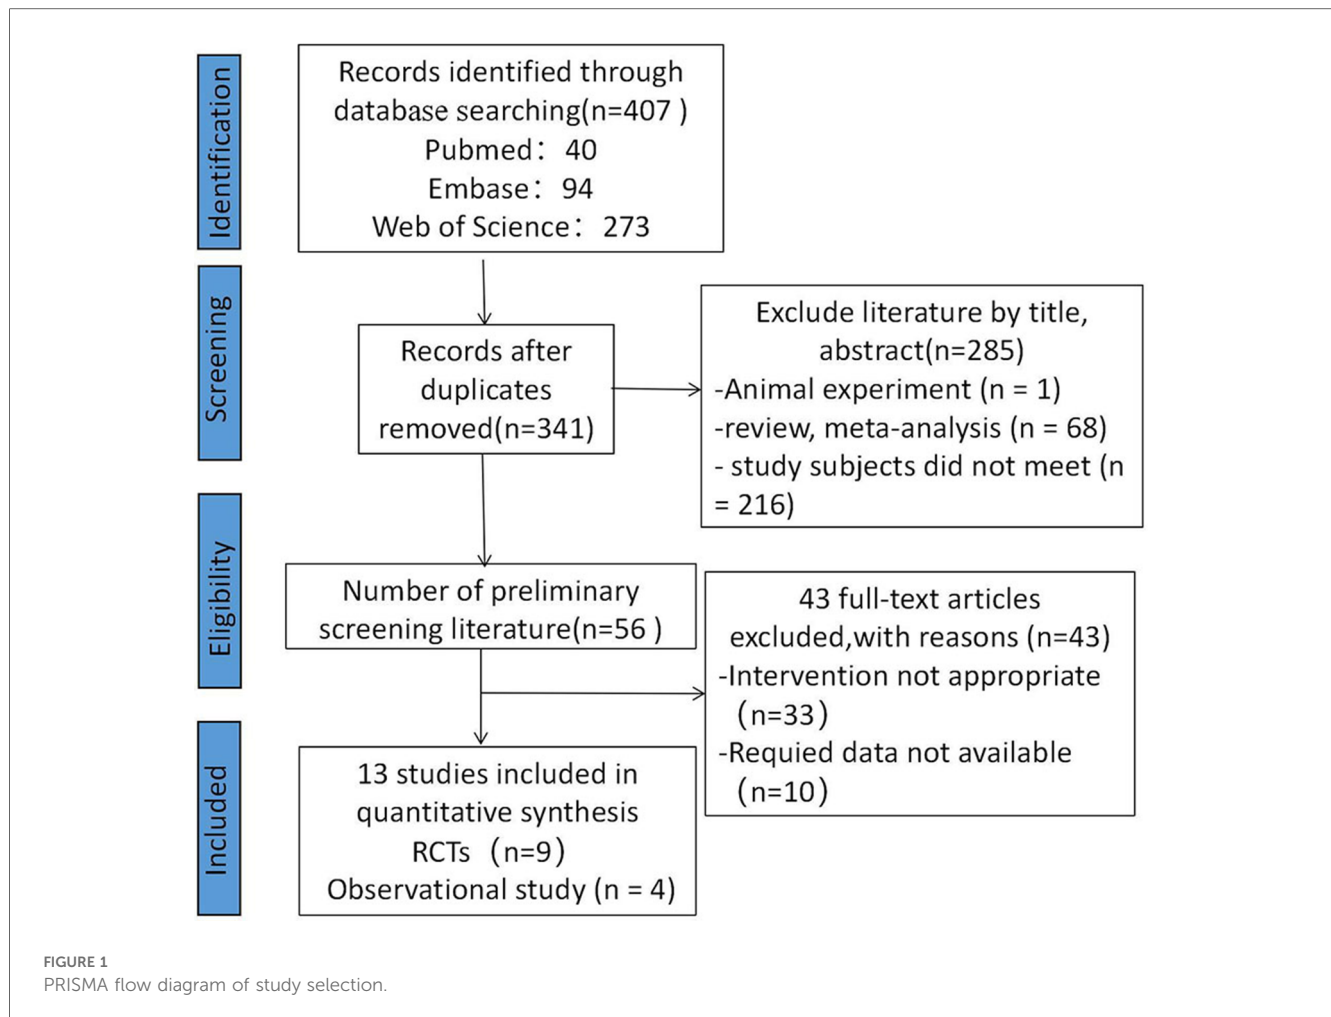 Identification
Records identified through
database searching(n=407 )
Pubmed： 40
Embase： 94
Web of Science： 273
Screening
Records after
duplicates
removed(n=341)
Exclude literature by title,
abstract(n=285)
-Animal experiment (n = 1)
-review, meta-analysis (n = 68)
- study subjects did not meet (n
= 216)
Eligibility
Number of preliminary
screening literature(n=56 )
43 full-text articles
excluded,with reasons (n=43)
-Intervention not appropriate
（n=33）
-Requied data not available
（n=10）
Included
13 studies included in
quantitative synthesis
RCTs （n=9）
Observational study (n = 4)
FIGURE 1
PRISMA flow diagram of study selection.